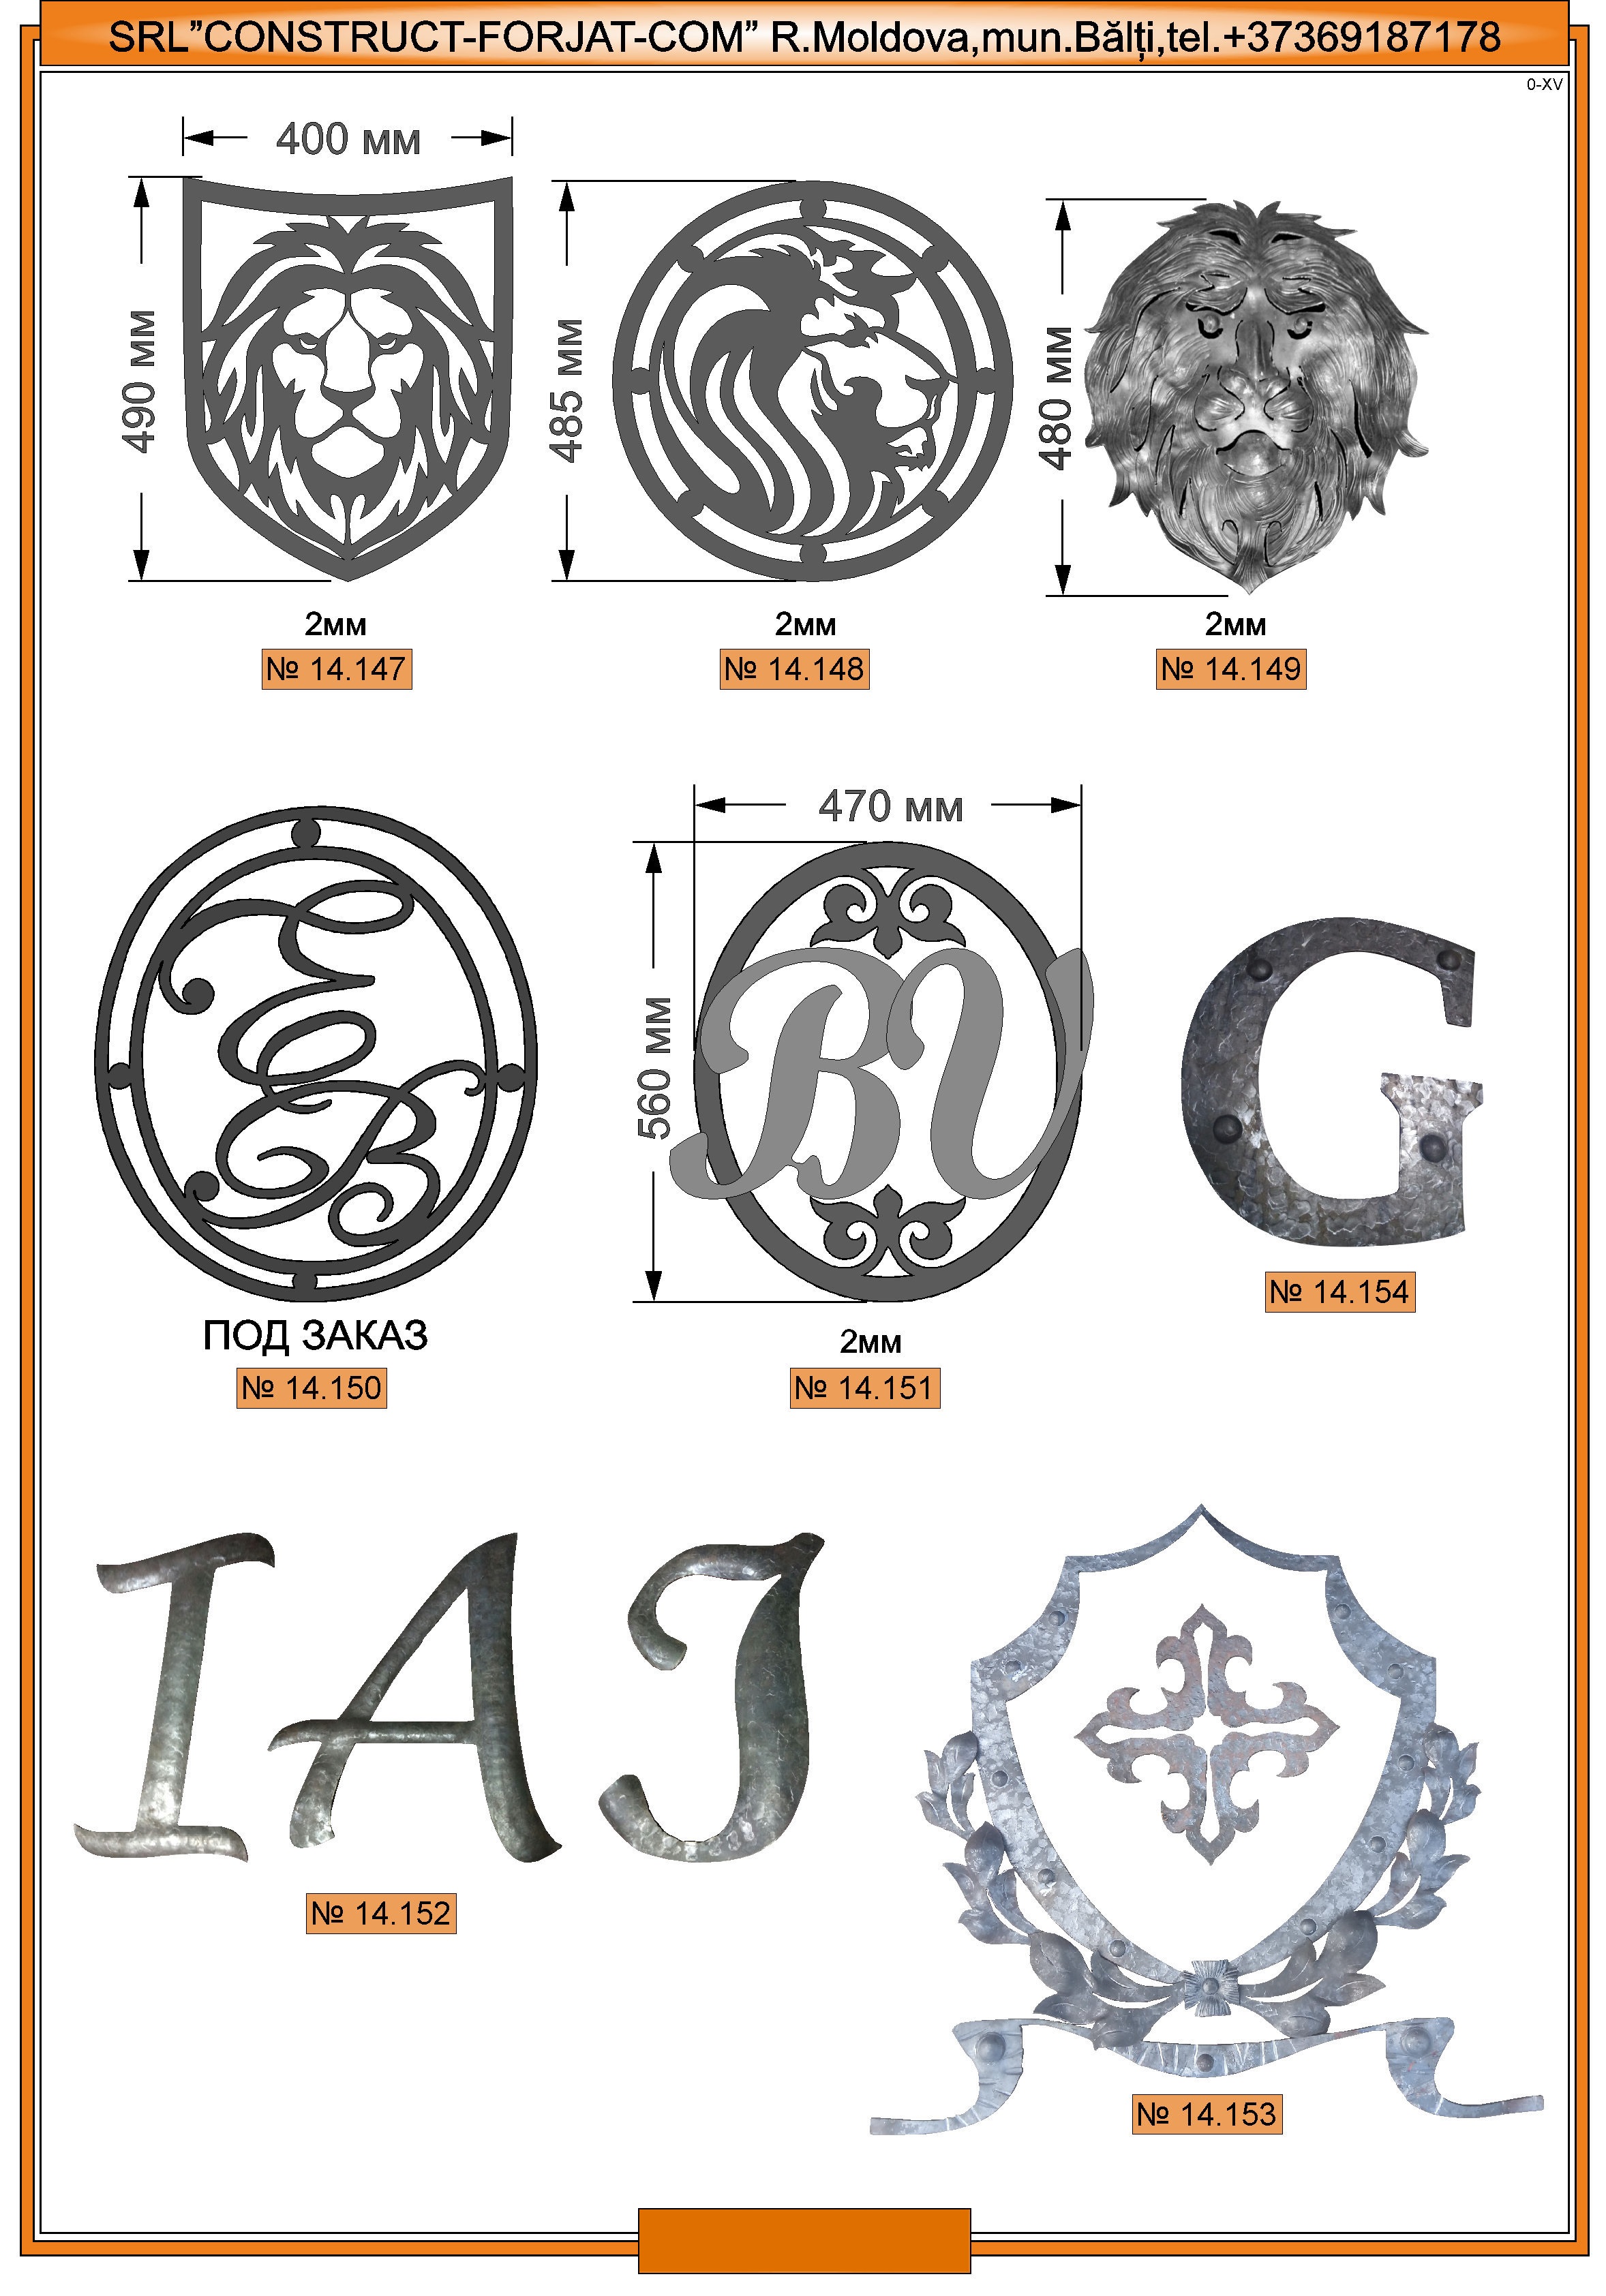 SRL”CONSTRUCT-FORJAT-COM” R.Moldova,mun.Bălți,tel.+37369187178
0-XV
400 мм
490 мм
485 мм
480 мм
2мм
2мм
2мм
№ 14.147
№ 14.148
№ 14.149
470 мм
560 мм
BV
G
№ 14.154
ПОД ЗАКАЗ
2мм
№ 14.150
№ 14.151
IAJ
№ 14.152
№ 14.153